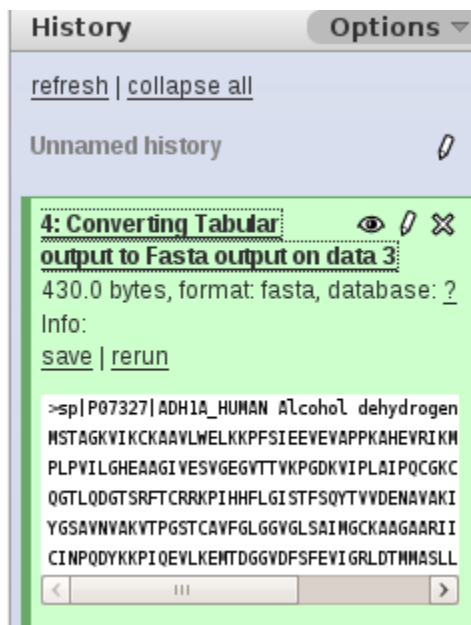 History Options
refresh | collapse all
Unnamed history
4: Converting Tabular
output to Fasta output on data 3
430.0 bytes, format: fasta, database: ?
Info:
save | rerun
>sp|P07327|ADH1A_HUMAN Alcohol dehydrogen
MSTAGKVIKCKAAVLWELKKPFSIEEVEVAPPKAHEVRIKM
PLPVILGHEAAGIVESVGEGVTTVKPGDKVIPLAIPQCGKC
QGTLQDGTSRFTCRRKPIHHFLGISTFSQYTVVDENAVAKI
YGSAVNVAKVTPGSTCAVFGLGGVGLSAIMGCKAAGAARII
CINPQDYKKPIQEVLKEMTDGGVDFSFEVIGRLDTMMASLL